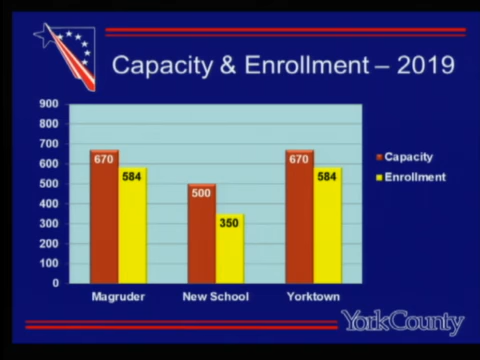 Capacity & Enrollment – 2019
900
800
700
600
500
400
300
200
100
0
670
584
500
350
670
584
Capacity
Enrollment
Magruder
New School
Yorktown
York County